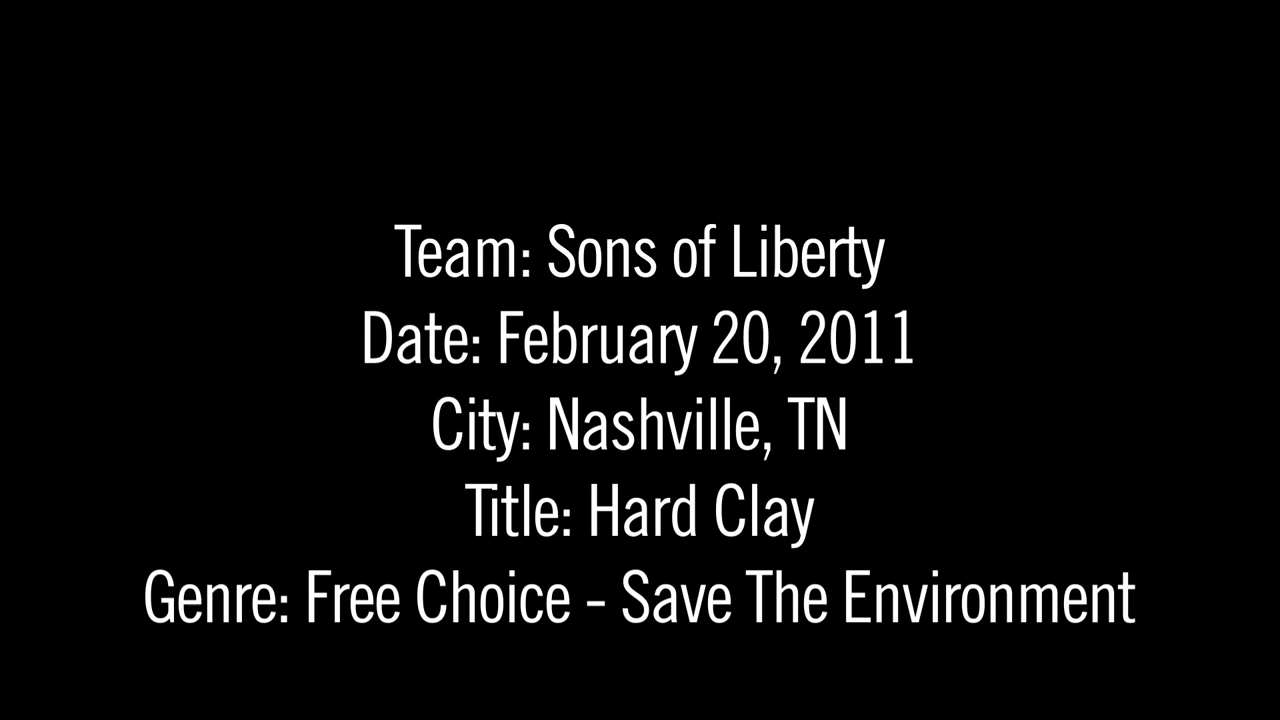 Team: Sons of Liberty
Date: February 20, 2011
City: Nashville, TN
Title: Hard Clay
Genre: Free Choice - Save The Environment